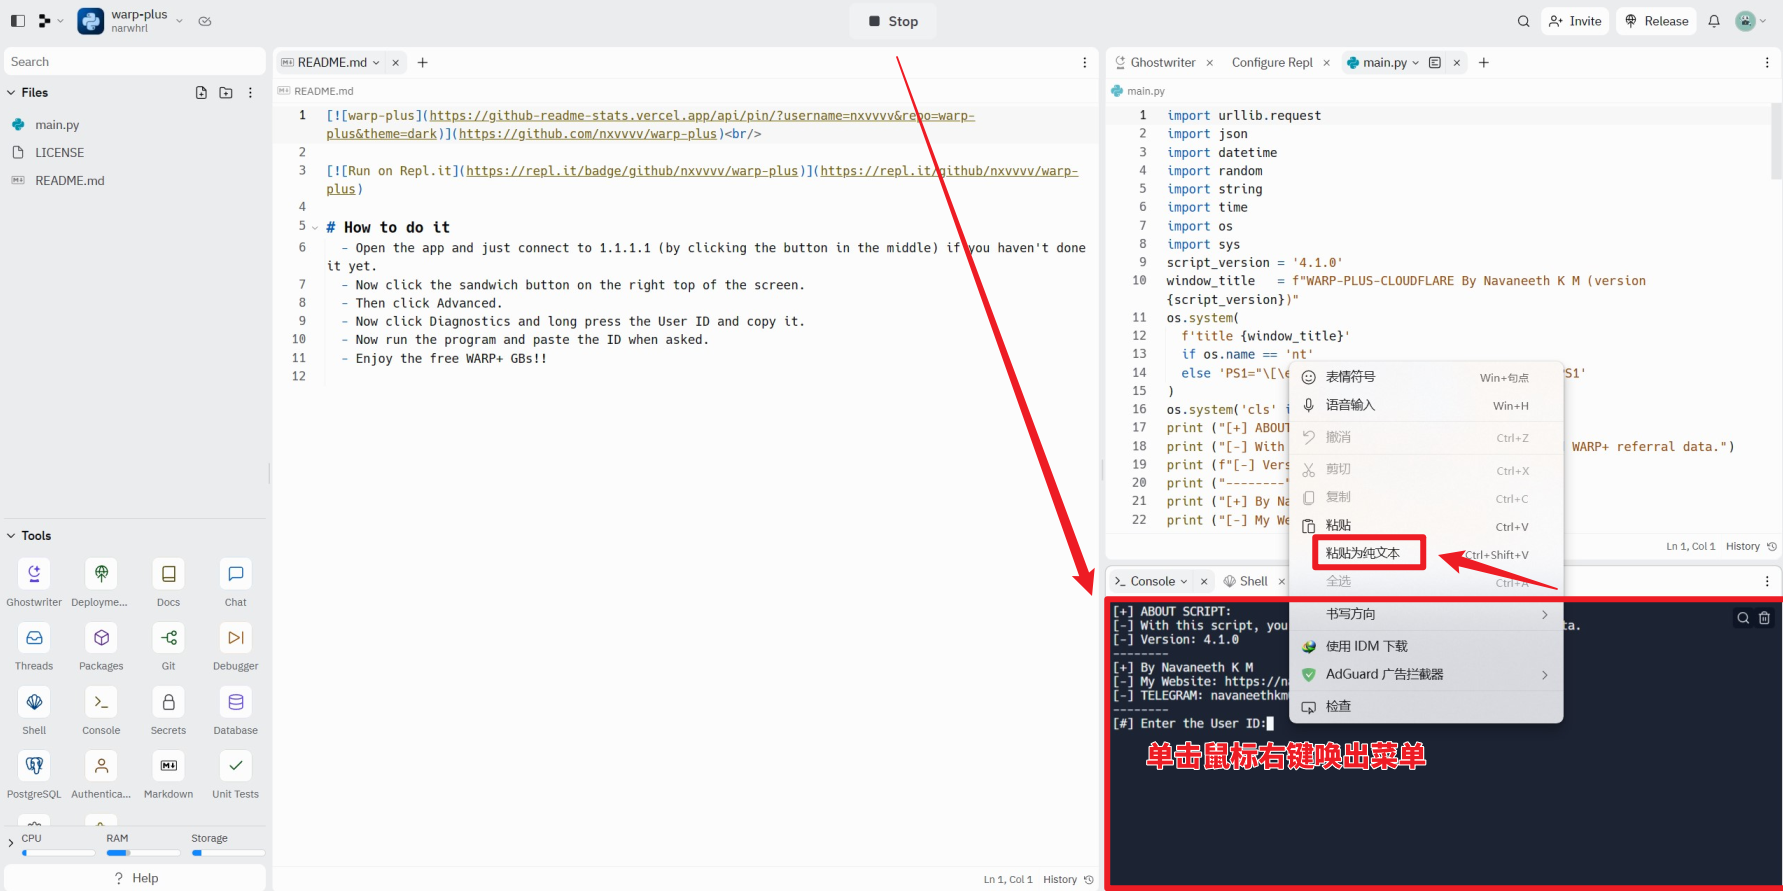 warp-plus
narwhrl
Stop
Invite
Release
Search
Files
main.py
LICENSE
README.md
Tools
Ghostwriter
Deployme...
Docs
Chat
Threads
Packages
Git
Debugger
Shell
Console
Secrets
Database
PostgreSQL
Authentica...
Markdown
Unit Tests
CPU
RAM
Storage
? Help
README.md
README.md
1 [![warp-plus](https://github-readme-stats.vercel.app/api/pin/?username=nxvvvv&repo=warp-
plus&theme=dark)](https://github.com/nxvvvv/warp-plus)<br/>
2
3 [![Run on Repl.it](https://repl.it/badge/github/nxvvvv/warp-plus)](https://repl.it/github/nxvvvv/warp-
plus)
4
5 # How to do it
6 - Open the app and just connect to 1.1.1.1 (by clicking the button in the middle) if you haven't done
it yet.
7 - Now click the sandwich button on the right top of the screen.
8 - Then click Advanced.
9 - Now click Diagnostics and long press the User ID and copy it.
10 - Now run the program and paste the ID when asked.
11 - Enjoy the free WARP+ GBs!!
12
Ln 1, Col 1 History
Ghostwriter
Configure Repl
main.py
main.py
1 import urllib.request
2 import json
3 import datetime
4 import random
5 import string
6 import time
7 import os
8 import sys
9 script_version = '4.1.0'
10 window_title = f"WARP-PLUS-CLOUDFLARE By Navaneeth K M (version
{script_version})"
11 os.system(
12 f'title {window_title}'
13 if os.name == 'nt'
14 else 'PS1="\[\e PS1'
15 )
16 os.system('cls' i
17 print ("[+] ABOUT
18 print ("[-] With WARP+ referral data.")
19 print (f"[-] Vers
20 print ("--------"
21 print ("[+] By Na
22 print ("[-] My We
Ln 1, Col 1 History
表情符号 Win+句点
语音输入 Win+H
撤消 Ctrl+Z
剪切 Ctrl+X
复制 Ctrl+C
粘贴 Ctrl+V
粘贴为纯文本 Ctrl+Shift+V
全选 Ctrl+A
书写方向
使用 IDM 下载
AdGuard 广告拦截器
检查
Console
Shell
[+] ABOUT SCRIPT:
[-] With this script, you ta.
[-] Version: 4.1.0
--------
[+] By Navaneeth K M
[-] My Website: https://na
[-] TELEGRAM: navaneethkm
--------
[#] Enter the User ID:
单击鼠标右键唤出菜单